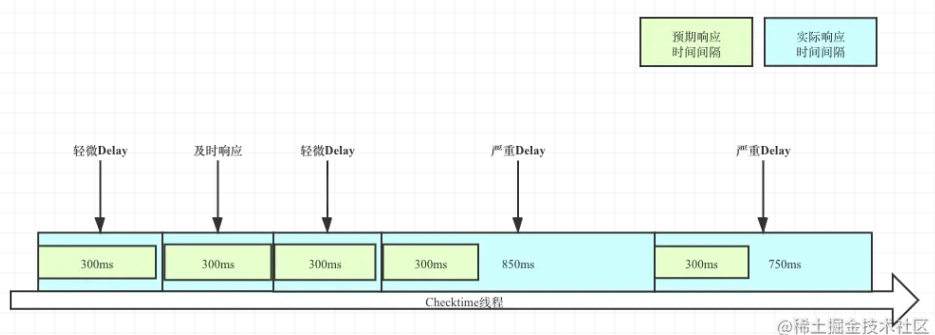 预期响应
时间间隔
实际响应
时间间隔
轻微Delay
及时响应
轻微Delay
严重Delay
严重Delay
300ms
300ms
300ms
300ms
850ms
300ms
750ms
Checktime线程
@稀土掘金技术社区